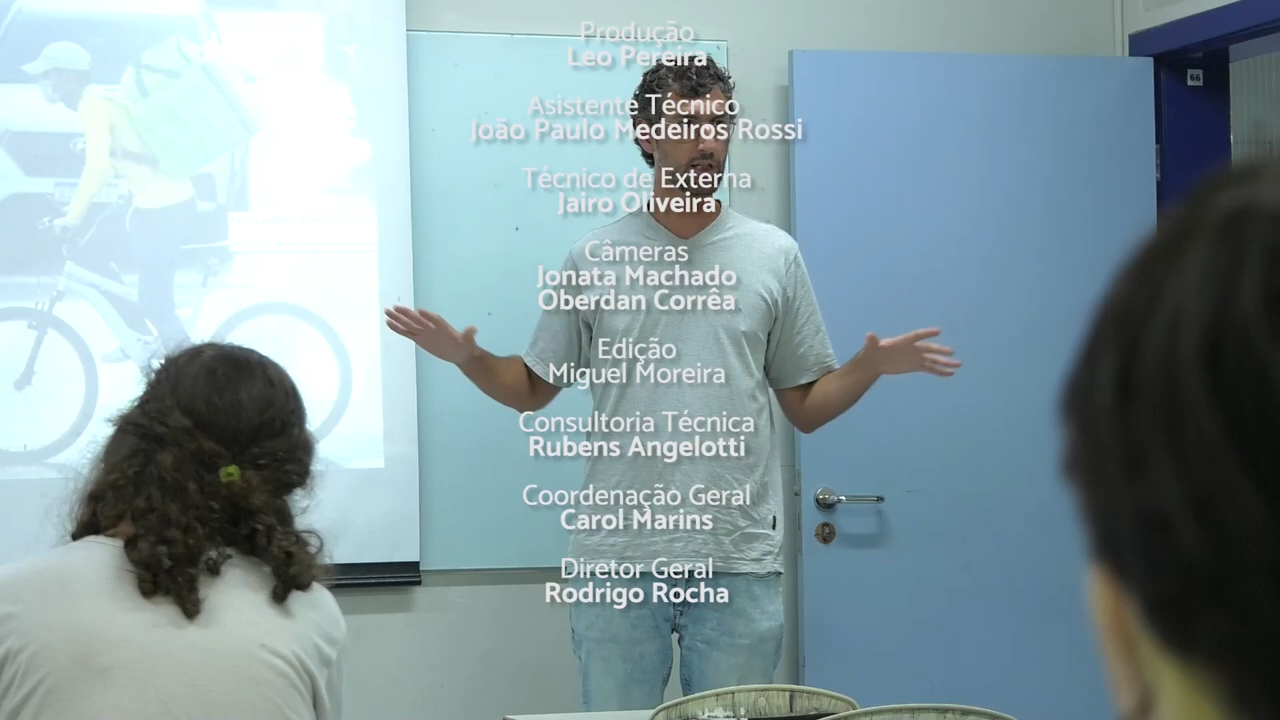 Produção
Leo Pereira
Asistente Técnico
João Paulo Medeiros Rossi
Técnico de Externa
Jairo Oliveira
Câmeras
Jonata Machado
Oberdan Corrêa
Edição
Miguel Moreira
Consultoria Técnica
Rubens Angelotti
Coordenação Geral
Carol Marins
Diretor Geral
Rodrigo Rocha
66